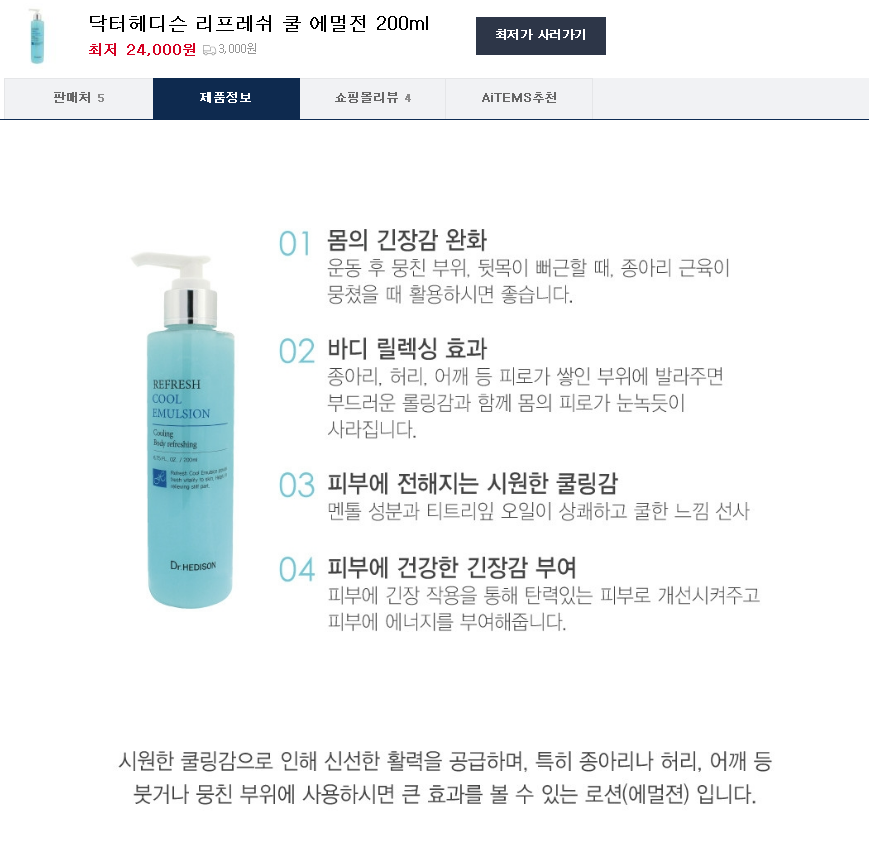 닥터헤디슨 리프레쉬 쿨 에멀전 200ml
최저 24,000원 3,000원
최저가 사러가기
판매처 5
제품정보
쇼핑몰리뷰 4
AiTEMS추천
01 몸의 긴장감 완화
운동 후 뭉친 부위, 뒷목이 뻐근할 때, 종아리 근육이
뭉쳤을 때 활용하시면 좋습니다.
02 바디 릴렉싱 효과
종아리, 허리, 어깨 등 피로가 쌓인 부위에 발라주면
부드러운 롤링감과 함께 몸의 피로가 눈녹듯이
사라집니다.
03 피부에 전해지는 시원한 쿨링감
멘톨 성분과 티트리잎 오일이 상쾌하고 쿨한 느낌 선사
04 피부에 건강한 긴장감 부여
피부에 긴장 작용을 통해 탄력있는 피부로 개선시켜주고
피부에 에너지를 부여해줍니다.
REFRESH
COOL
EMULSION
Cooling
Body refreshing
FL. OZ. / 200ml
Refresh Cool Emulsion
Dr HEDISON
시원한 쿨링감으로 인해 신선한 활력을 공급하며, 특히 종아리나 허리, 어깨 등
붓거나 뭉친 부위에 사용하시면 큰 효과를 볼 수 있는 로션(에멀젼) 입니다.